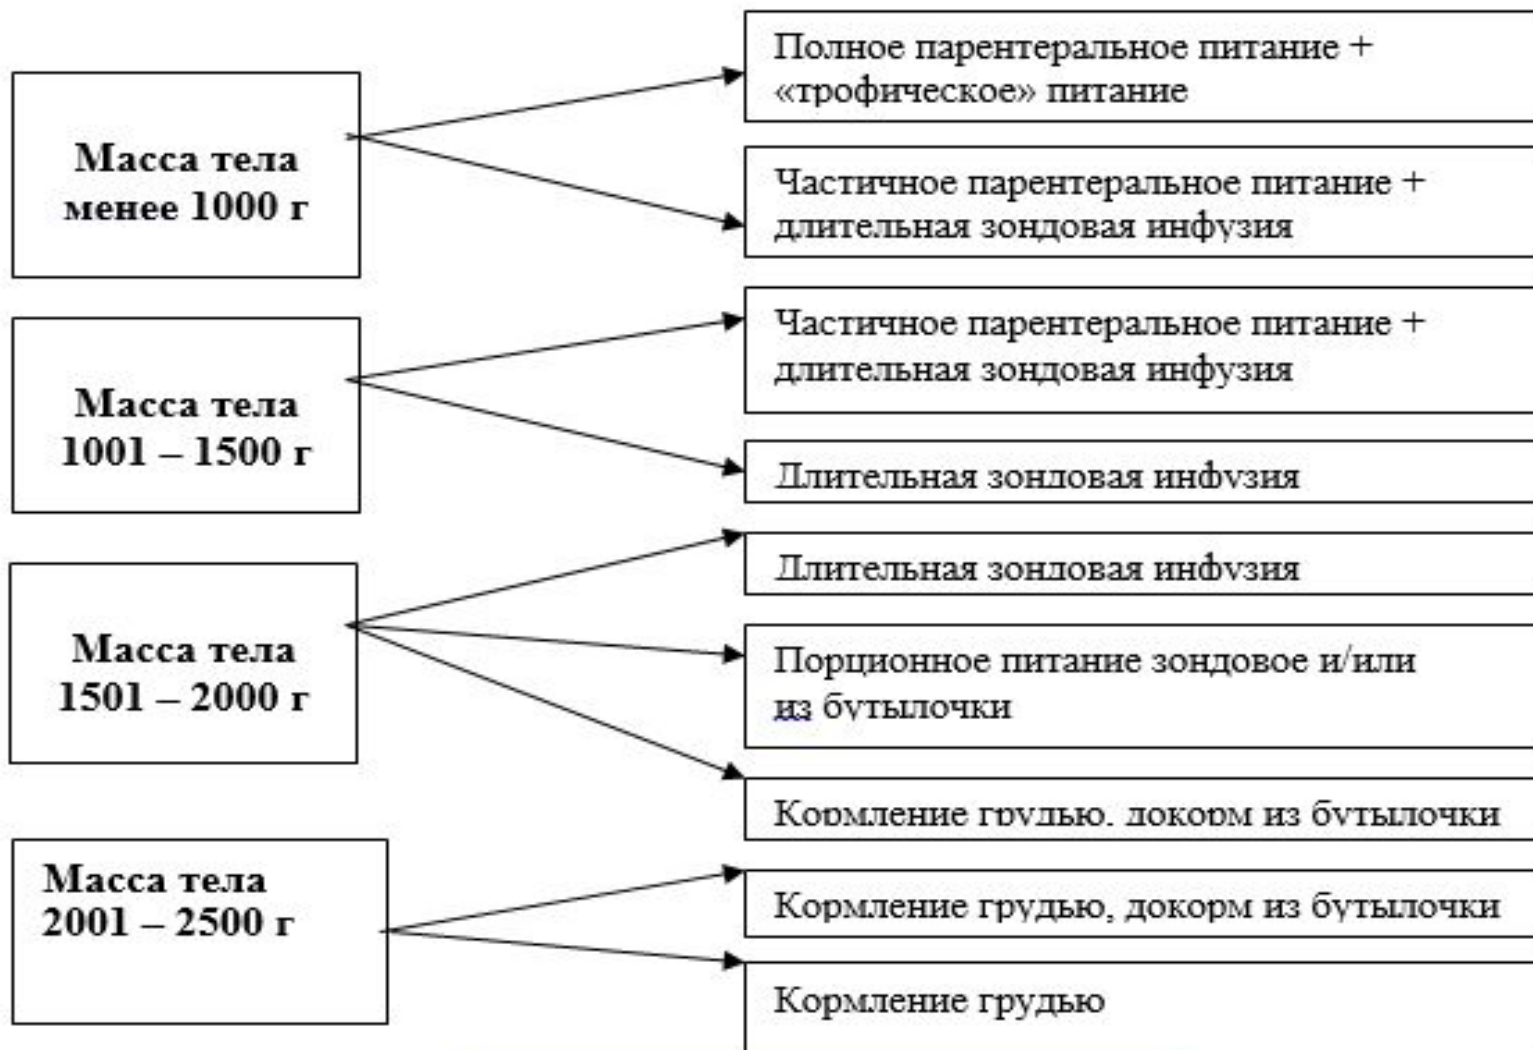 Масса тела
менее 1000 г
Полное парентеральное питание +
«трофическое» питание
Частичное парентеральное питание +
длительная зондовая инфузия
Масса тела
1001 – 1500 г
Частичное парентеральное питание +
длительная зондовая инфузия
Длительная зондовая инфузия
Масса тела
1501 – 2000 г
Длительная зондовая инфузия
Порционное питание зондовое и/или
из бутылочки
Кормление грудью, докорм из бутылочки
Масса тела
2001 – 2500 г
Кормление грудью, докорм из бутылочки
Кормление грудью